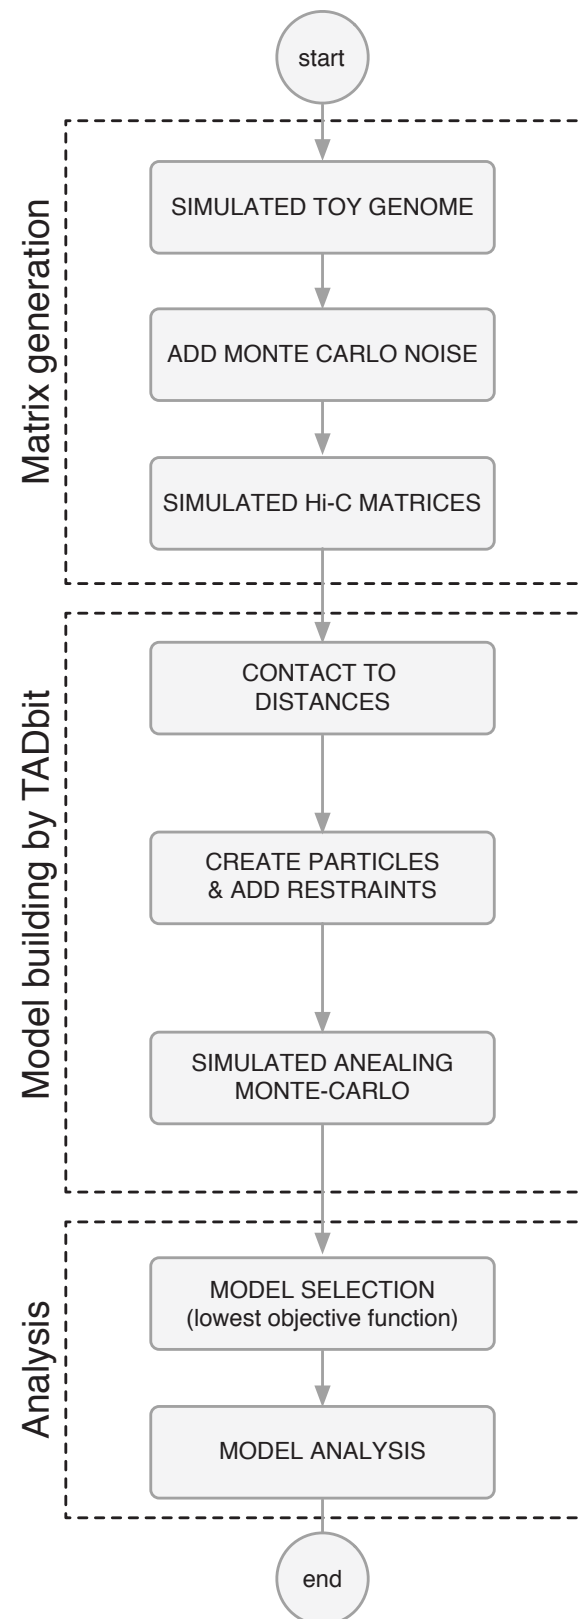 start
Matrix generation
SIMULATED TOY GENOME
ADD MONTE CARLO NOISE
SIMULATED Hi-C MATRICES
Model building by TADbit
CONTACT TO
DISTANCES
CREATE PARTICLES
& ADD RESTRAINTS
SIMULATED ANEALING
MONTE-CARLO
Analysis
MODEL SELECTION
(lowest objective function)
MODEL ANALYSIS
end